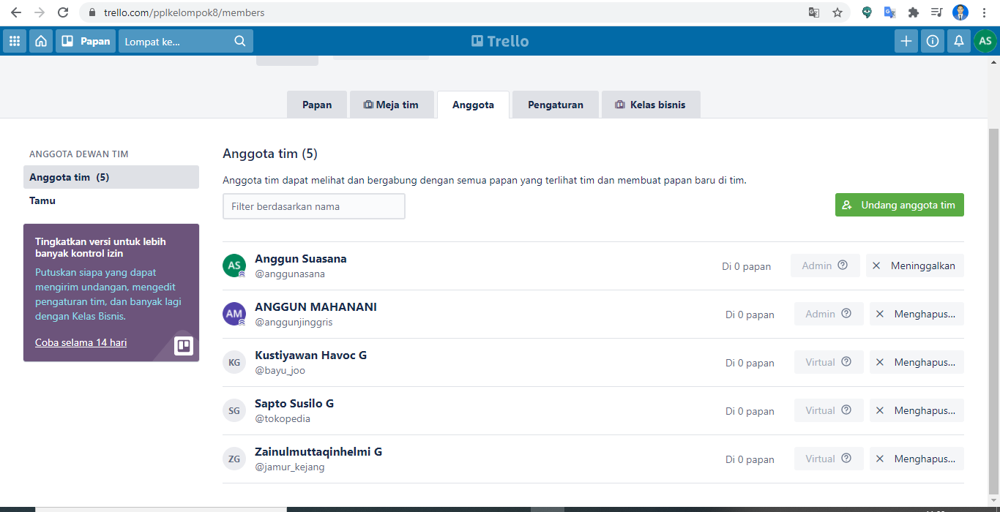 trello.com/pplkelompok8/members
Papan
Lompat ke...
Trello
AS
Papan
Meja tim
Anggota
Pengaturan
Kelas bisnis
ANGGOTA DEWAN TIM
Anggota tim (5)
Tamu
Tingkatkan versi untuk lebih
banyak kontrol izin
Putuskan siapa yang dapat
mengirim undangan, mengedit
pengaturan tim, dan banyak lagi
dengan Kelas Bisnis.
Coba selama 14 hari
Anggota tim (5)
Anggota tim dapat melihat dan bergabung dengan semua papan yang terlihat tim dan membuat papan baru di tim.
Filter berdasarkan nama
Undang anggota tim
AS
Anggun Suasana
@anggunasana
Di 0 papan
Admin
Meninggalkan
AM
ANGGUN MAHANANI
@anggunjinggris
Di 0 papan
Admin
Menghapus...
KG
Kustiyawan Havoc G
@bayu_joo
Di 0 papan
Virtual
Menghapus...
SG
Sapto Susilo G
@tokopedia
Di 0 papan
Virtual
Menghapus...
ZG
Zainulmuttaqinhelmi G
@jamur_kejang
Di 0 papan
Virtual
Menghapus...